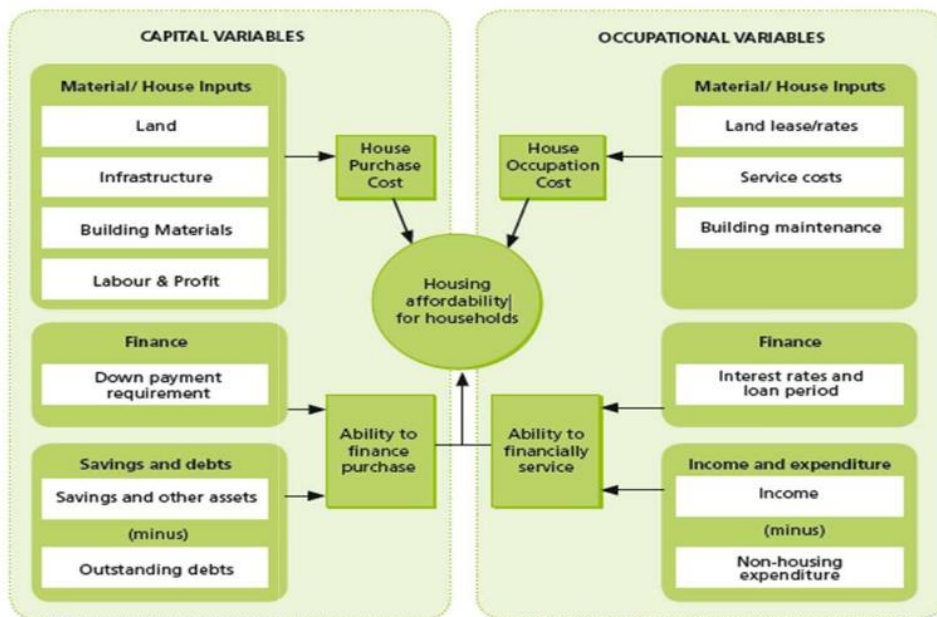 CAPITAL VARIABLES
Material/ House Inputs
Land
Infrastructure
Building Materials
Labour & Profit
House
Purchase
Cost
Finance
Down payment
requirement
Savings and debts
Savings and other assets
(minus)
Outstanding debts
Ability to
finance
purchase
Housing
affordability
for households
OCCUPATIONAL VARIABLES
House
Occupation
Cost
Material/ House Inputs
Land lease/rates
Service costs
Building maintenance
Ability to
financially
service
Finance
Interest rates and
loan period
Income and expenditure
Income
(minus)
Non-housing
expenditure